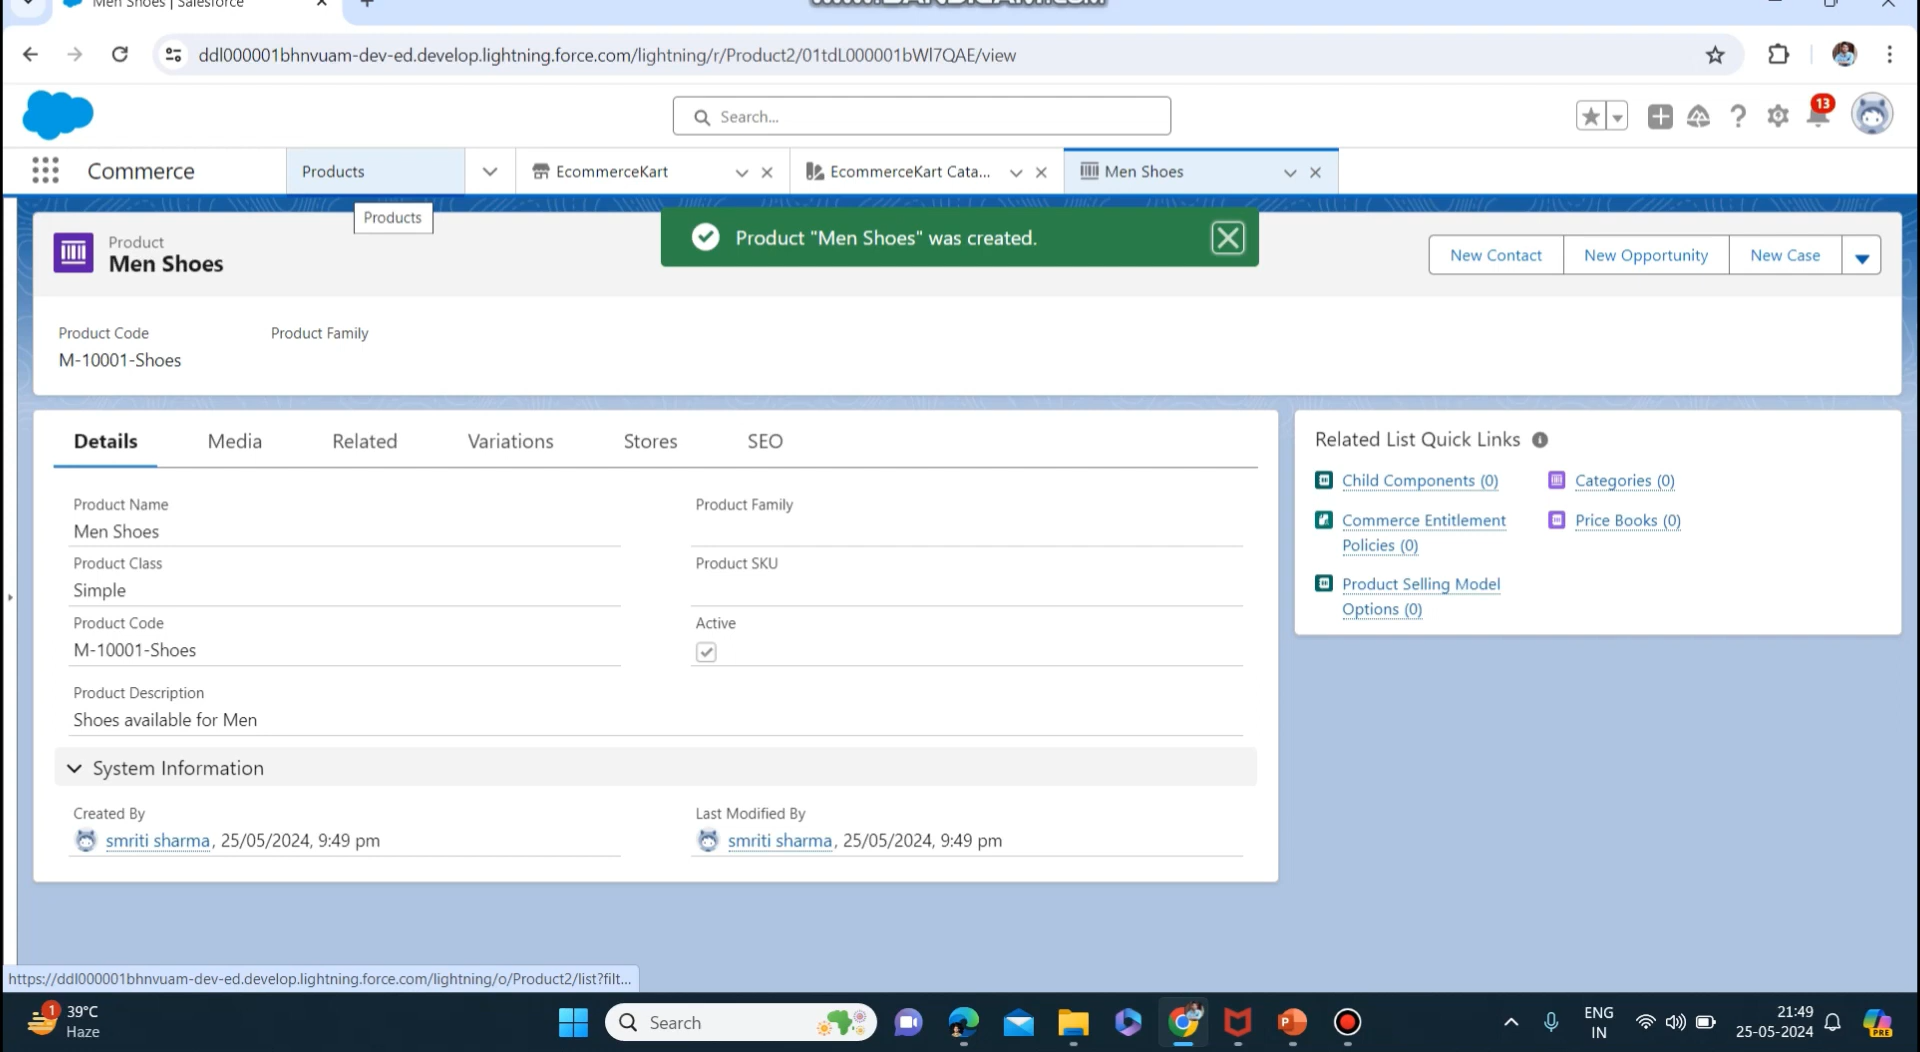 Men Shoes | Salesforce
www.BANDICAM.com
ddl000001bhnvuam-dev-ed.develop.lightning.force.com/lightning/r/Product2/01tdL000001bWl7QAE/view
Search...
13
Commerce
Products
EcommerceKart
EcommerceKart Cata...
Men Shoes
Products
Product
Men Shoes
Product "Men Shoes" was created.
New Contact
New Opportunity
New Case
Product Code
Product Family
M-10001-Shoes
Details
Media
Related
Variations
Stores
SEO
Product Name
Men Shoes
Product Family
Product Class
Simple
Product SKU
Product Code
M-10001-Shoes
Active
Product Description
Shoes available for Men
System Information
Created By
smriti sharma, 25/05/2024, 9:49 pm
Last Modified By
smriti sharma, 25/05/2024, 9:49 pm
Related List Quick Links
Child Components (0)
Categories (0)
Commerce Entitlement
Policies (0)
Price Books (0)
Product Selling Model
Options (0)
https://ddl000001bhnvuam-dev-ed.develop.lightning.force.com/lightning/o/Product2/list?filt...
1
39°C
Haze
Search
ENG
IN
21:49
25-05-2024
PRE